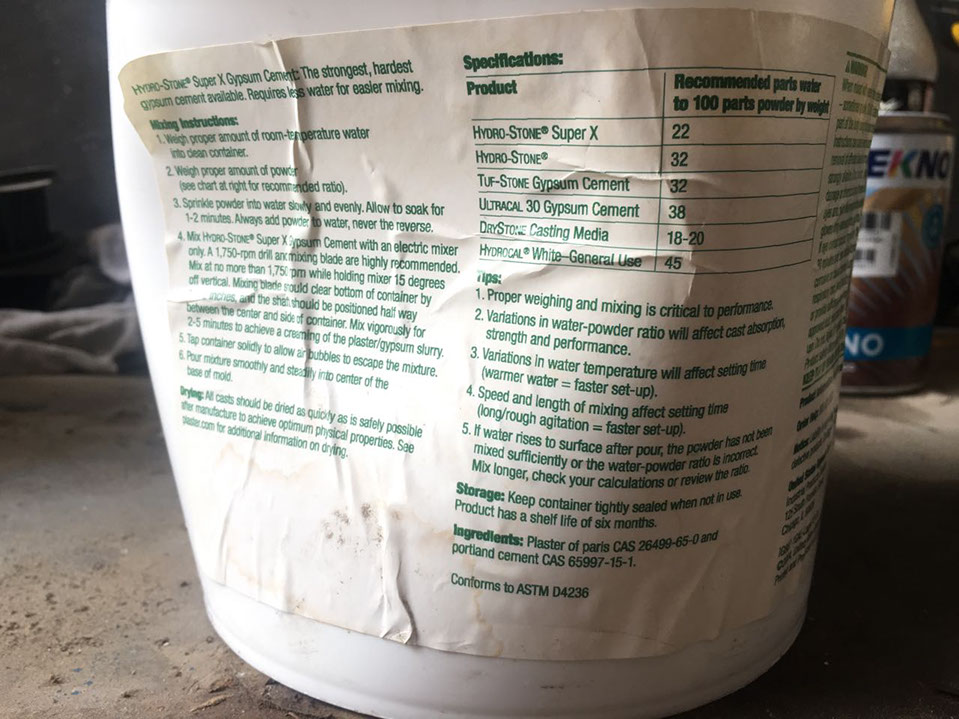 HYDRO-STONE® Super X Gypsum Cement: The strongest, hardest
gypsum cement available. Requires less water for easier mixing.
Mixing Instructions:
1. Weigh proper amount of room-temperature water
into clean container.
2. Weigh proper amount of powder
(see chart at right for recommended ratio).
3. Sprinkle powder into water slowly and evenly. Allow to soak for
1-2 minutes. Always add powder to water, never the reverse.
4. Mix HYDRO-STONE® Super X Gypsum Cement with an electric mixer
only. A 1,750-rpm drill and mixing blade are highly recommended.
Mix at no more than 1,750 rpm while holding mixer 15 degrees
off vertical. Mixing blade should clear bottom of container by
inches, and the shaft should be positioned half way
between the center and side of container. Mix vigorously for
2-5 minutes to achieve a creaming of the plaster/gypsum slurry.
5. Tap container solidly to allow air bubbles to escape the mixture.
6. Pour mixture smoothly and steadily into center of the
base of mold.
Drying: All casts should be dried as quickly as is safely possible
after manufacture to achieve optimum physical properties. See
plaster.com for additional information on drying.
Specifications:
Product Recommended parts water
to 100 parts powder by weight
HYDRO-STONE® Super X 22
HYDRO-STONE® 32
TUF-STONE Gypsum Cement 32
ULTRACAL 30 Gypsum Cement 38
DRYSTONE Casting Media 18-20
HYDROCAL® White–General Use 45
Tips:
1. Proper weighing and mixing is critical to performance.
2. Variations in water-powder ratio will affect cast absorption,
strength and performance.
3. Variations in water temperature will affect setting time
(warmer water = faster set-up).
4. Speed and length of mixing affect setting time
(long/rough agitation = faster set-up).
5. If water rises to surface after pour, the powder has not been
mixed sufficiently or the water-powder ratio is incorrect.
Mix longer, check your calculations or review the ratio.
Storage: Keep container tightly sealed when not in use.
Product has a shelf life of six months.
Ingredients: Plaster of paris CAS 26499-65-0 and
portland cement CAS 65997-15-1.
Conforms to ASTM D4236
EKNO
NO